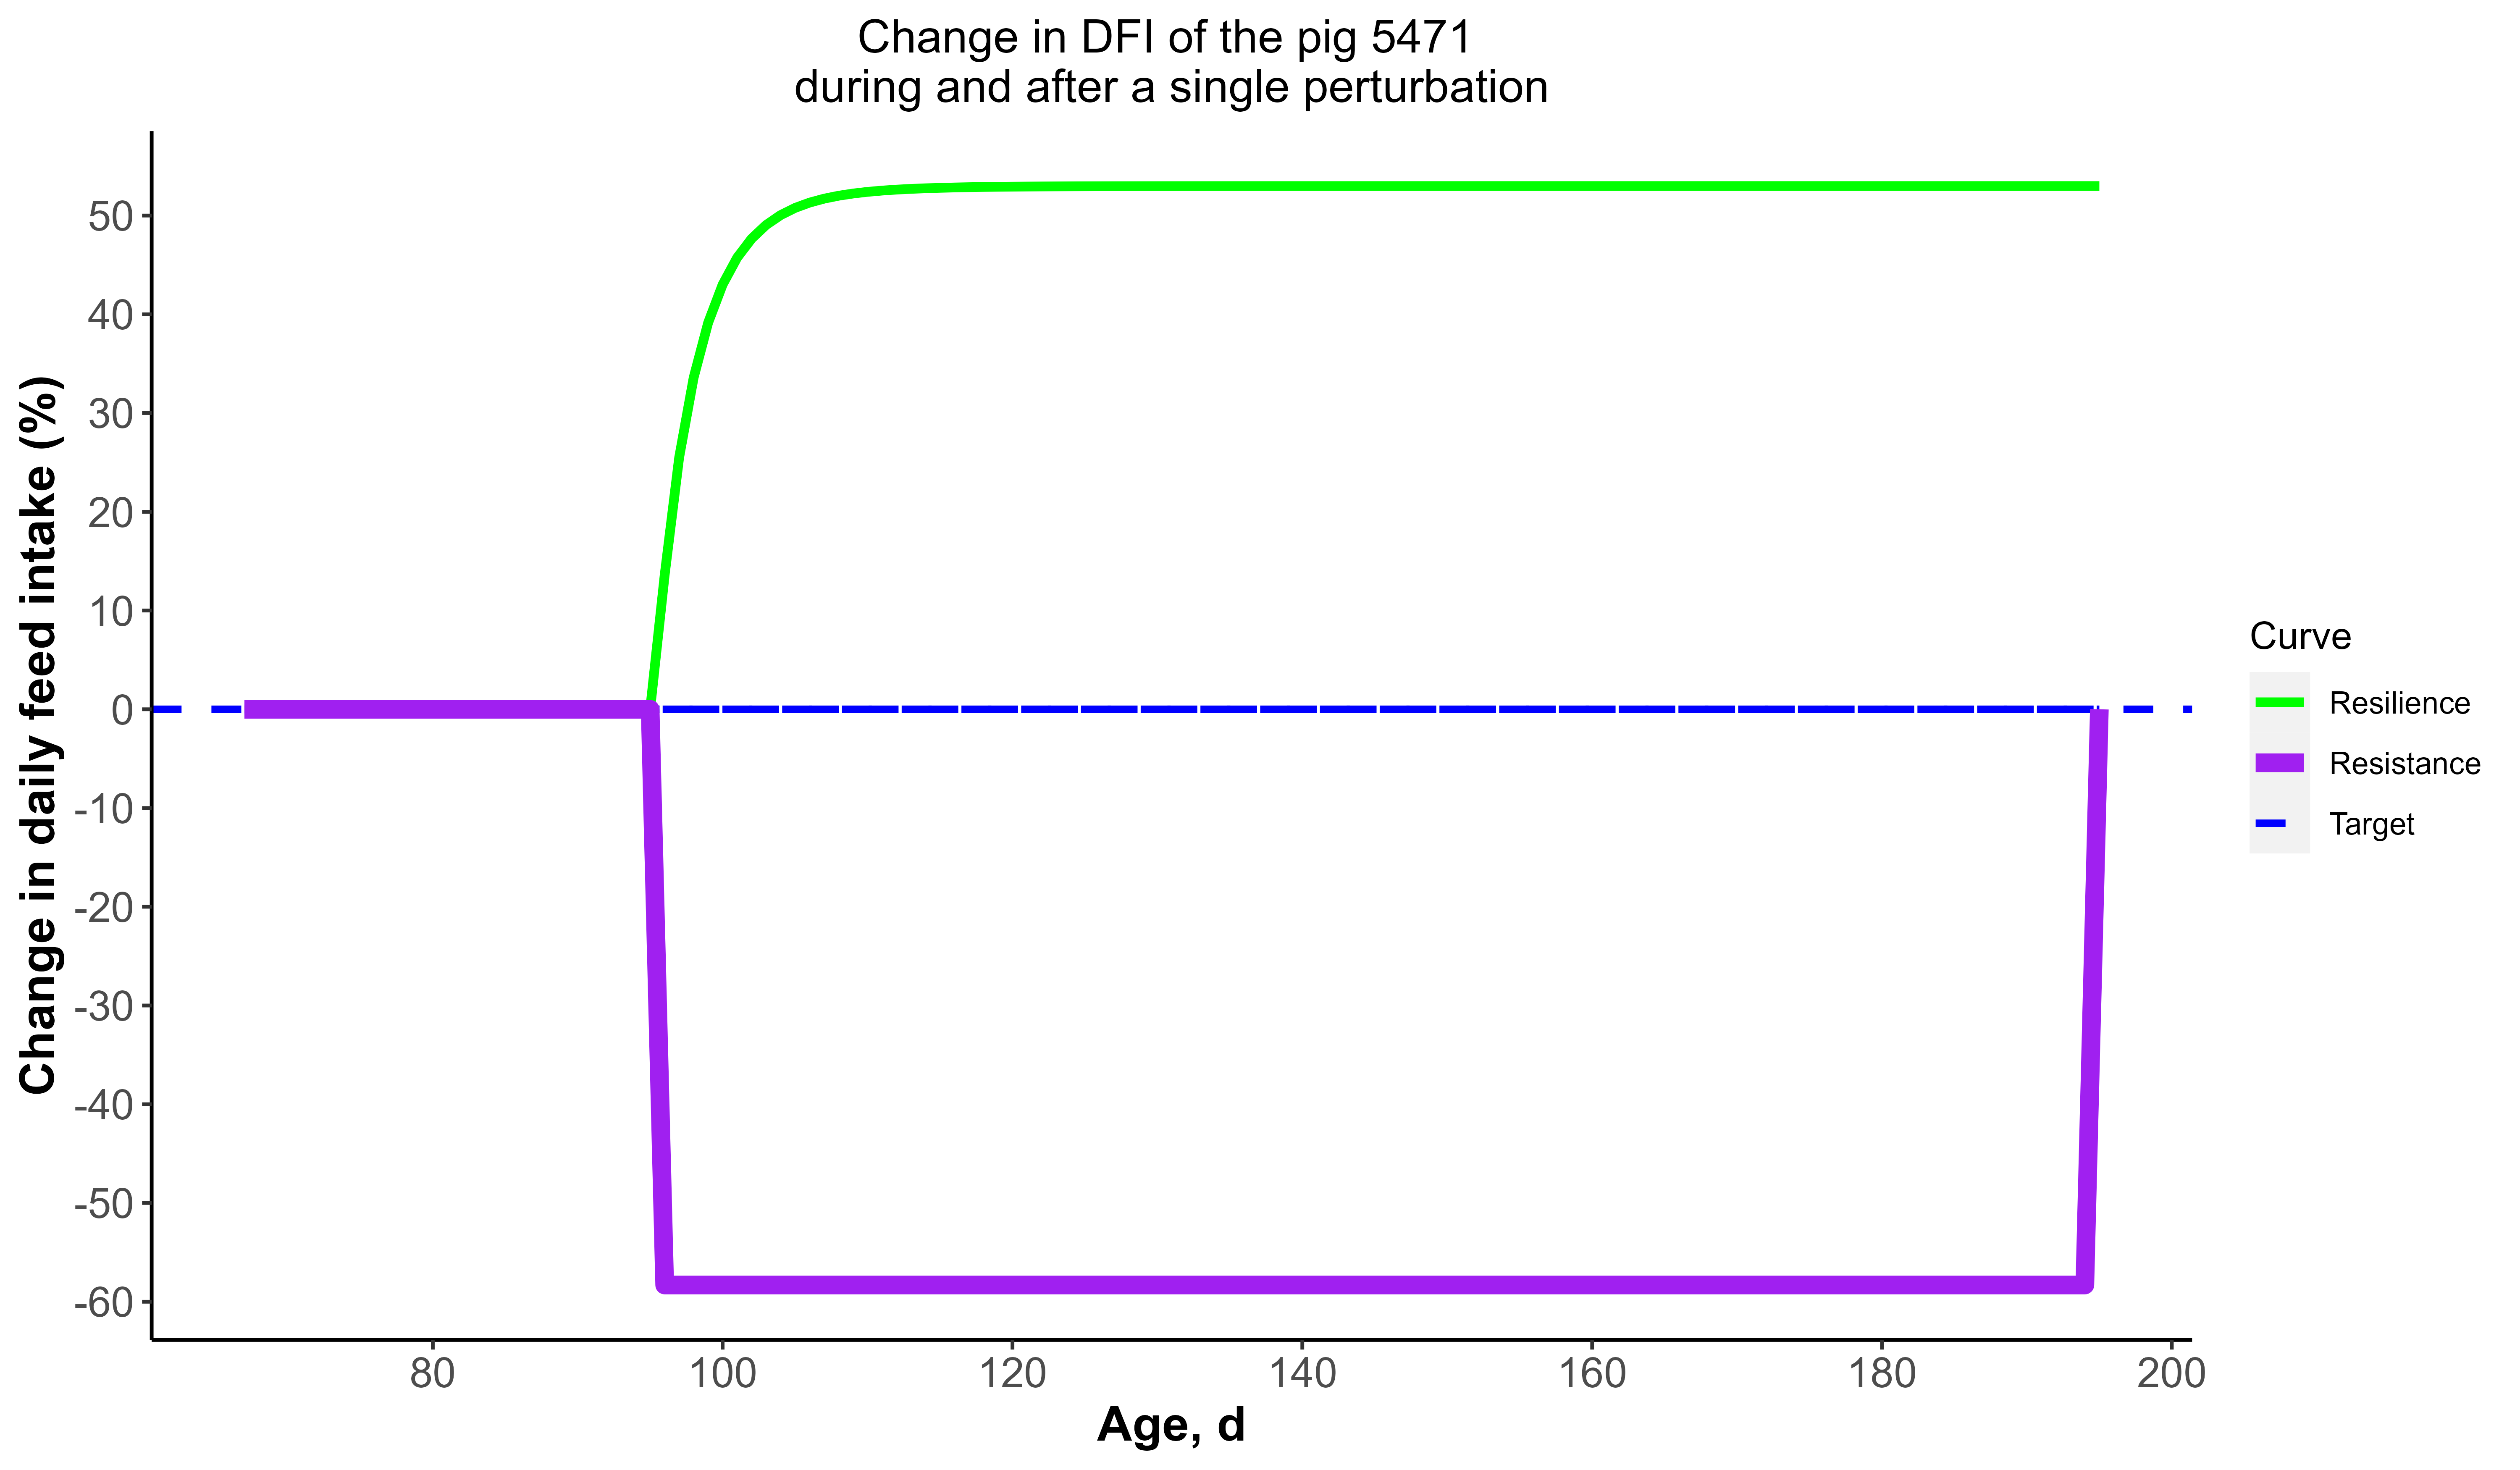 Change in DFI of the pig 5471
during and after a single perturbation
Change in daily feed intake (%)
50
40
30
20
10
0
-10
-20
-30
-40
-50
-60
80 100 120 140 160 180 200
Age, d
Curve
Resilience
Resistance
Target